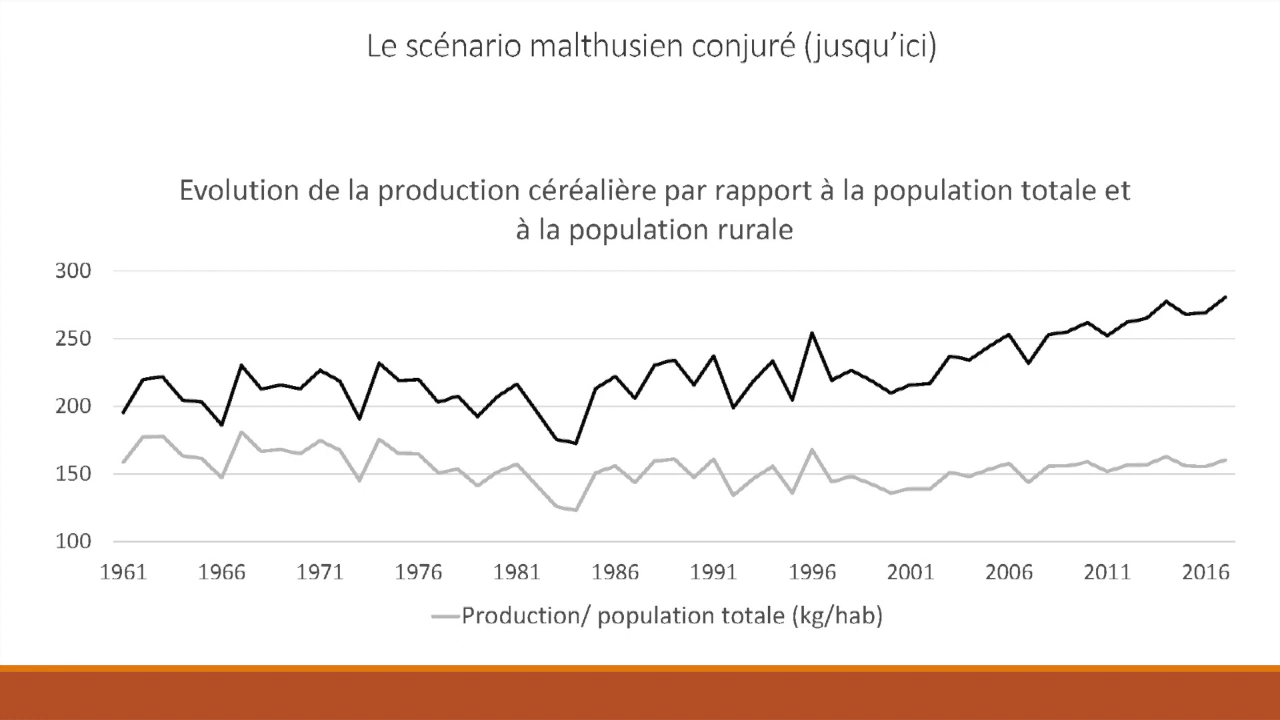 Le scénario malthusien conjuré (jusqu’ici)
Evolution de la production céréalière par rapport à la population totale et
à la population rurale
300
250
200
150
100
1961 1966 1971 1976 1981 1986 1991 1996 2001 2006 2011 2016
Production/ population totale (kg/hab)